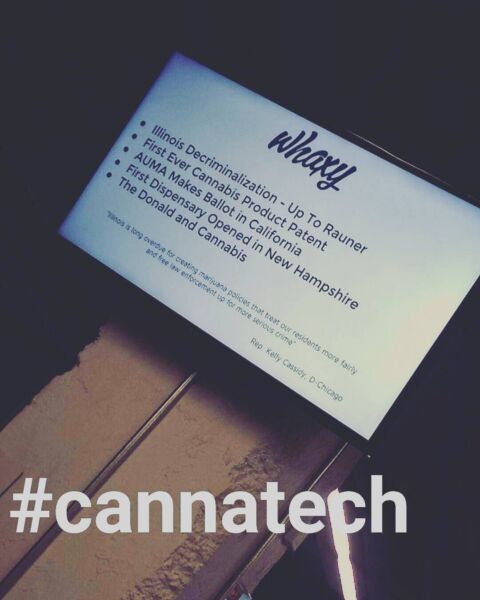 whaxy
• Illinois Decriminalization - Up To Rauner
• First Ever Cannabis Product Patent
• AUMA Makes Ballot in California
• First Dispensary Opened in New Hampshire
• The Donald and Cannabis
"Illinois is long overdue for creating marijuana policies that treat our residents more fairly
and free law enforcement up for more serious crime"
Rep. Kelly Cassidy, D-Chicago
#cannatech